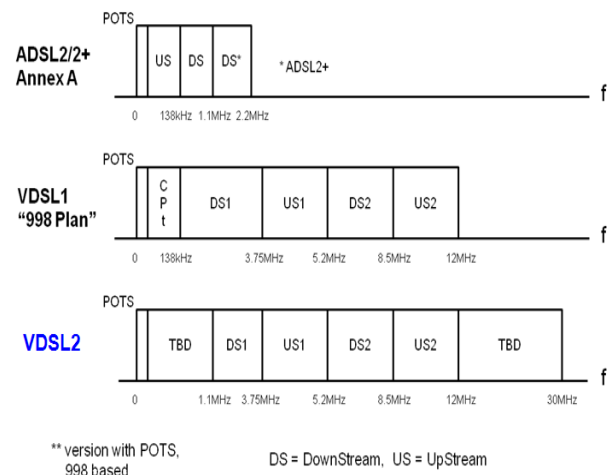 POTS
ADSL2/2+
Annex A
US
DS
DS*
* ADSL2+
f
0
138kHz
1.1MHz
2.2MHz
POTS
VDSL1
“998 Plan”
C
P
t
DS1
US1
DS2
US2
f
0
138kHz
3.75MHz
5.2MHz
8.5MHz
12MHz
POTS
VDSL2
TBD
DS1
US1
DS2
US2
TBD
f
0
1.1MHz
3.75MHz
5.2MHz
8.5MHz
12MHz
30MHz
** version with POTS,
998 based
DS = DownStream, US = UpStream